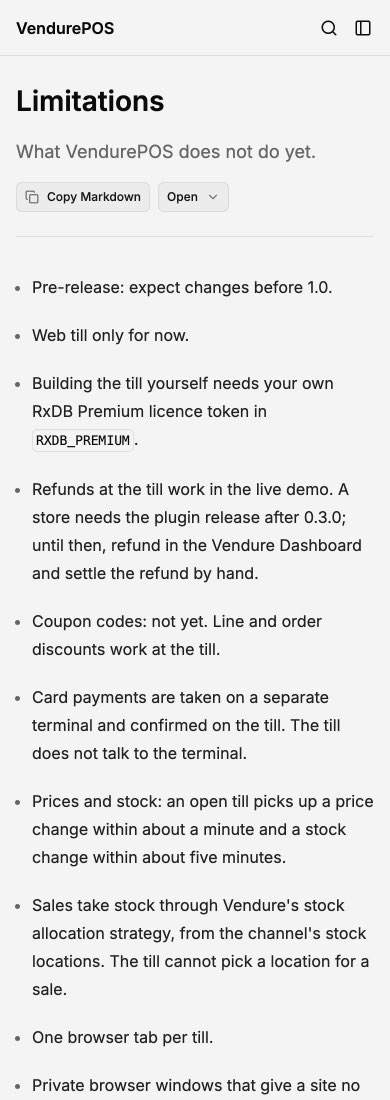 VendurePOS
Limitations
What VendurePOS does not do yet.
Copy Markdown
Open
Pre-release: expect changes before 1.0.
Web till only for now.
Building the till yourself needs your own
RxDB Premium licence token in
RXDB_PREMIUM.
Refunds at the till work in the live demo. A
store needs the plugin release after 0.3.0;
until then, refund in the Vendure Dashboard
and settle the refund by hand.
Coupon codes: not yet. Line and order
discounts work at the till.
Card payments are taken on a separate
terminal and confirmed on the till. The till
does not talk to the terminal.
Prices and stock: an open till picks up a price
change within about a minute and a stock
change within about five minutes.
Sales take stock through Vendure's stock
allocation strategy, from the channel's stock
locations. The till cannot pick a location for a
sale.
One browser tab per till.
Private browser windows that give a site no